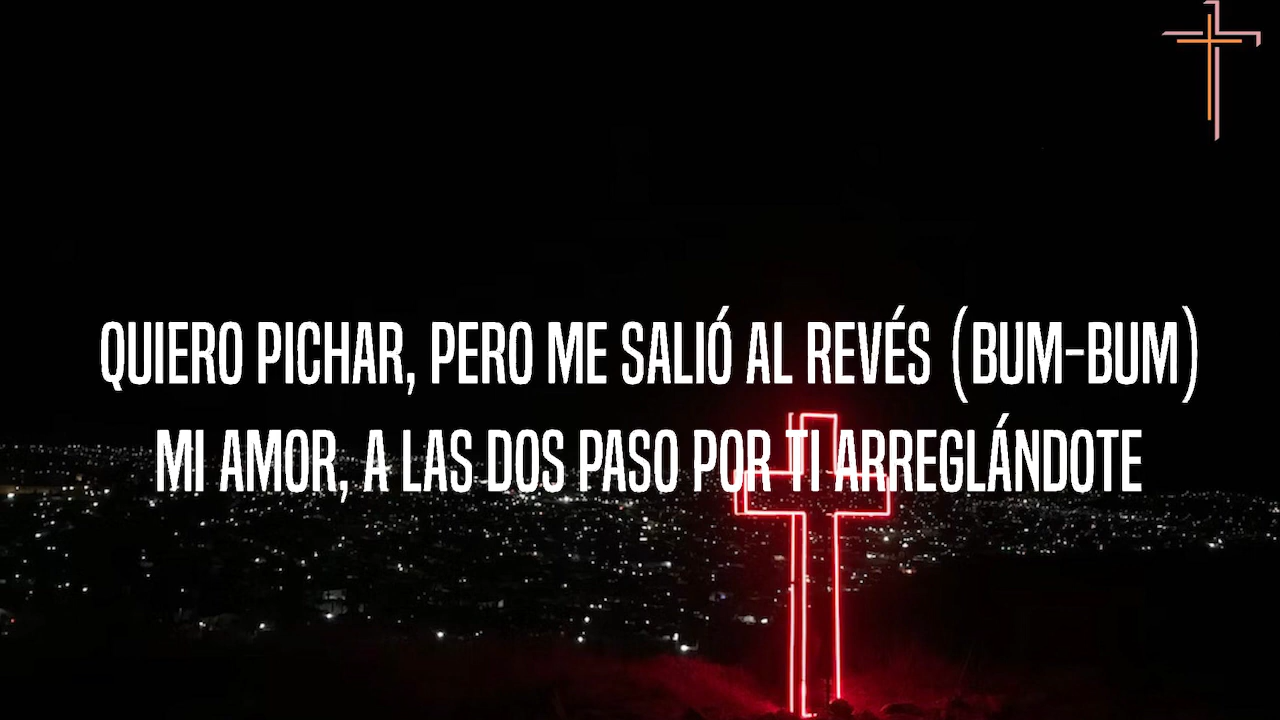 QUIERO PICHAR, PERO ME SALIÓ AL REVÉS (BUM-BUM)
MI AMOR, A LAS DOS PASO POR TI ARREGLÁNDOTE